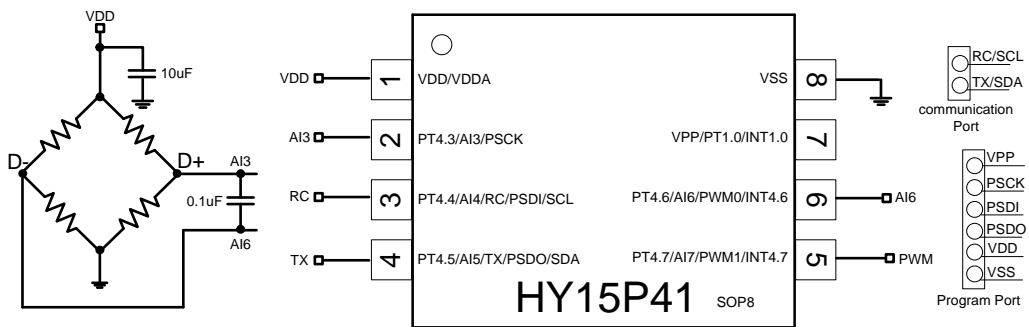 VDD
10uF
D-
D+
AI3
0.1uF
AI6
VDD
1
VDD/VDDA
AI3
2
PT4.3/AI3/PSCK
RC
3
PT4.4/AI4/RC/PSDI/SCL
TX
4
PT4.5/AI5/TX/PSDO/SDA
VSS
8
VPP/PT1.0/INT1.0
7
PT4.6/AI6/PWM0/INT4.6
6
AI6
PT4.7/AI7/PWM1/INT4.7
5
PWM
HY15P41 SOP8
RC/SCL
TX/SDA
communication
Port
VPP
PSCK
PSDI
PSDO
VDD
VSS
Program Port